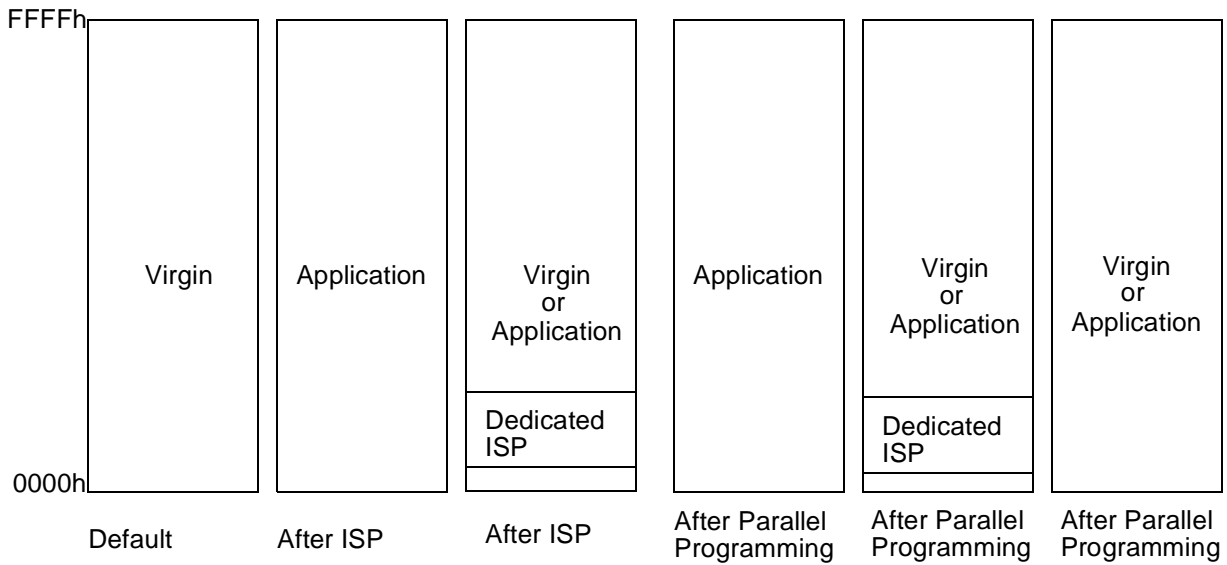 FFFFh
Virgin
Application
Virgin
or
Application
Dedicated
ISP
Application
Virgin
or
Application
Dedicated
ISP
Virgin
or
Application
0000h
Default
After ISP
After ISP
After Parallel
Programming
After Parallel
Programming
After Parallel
Programming